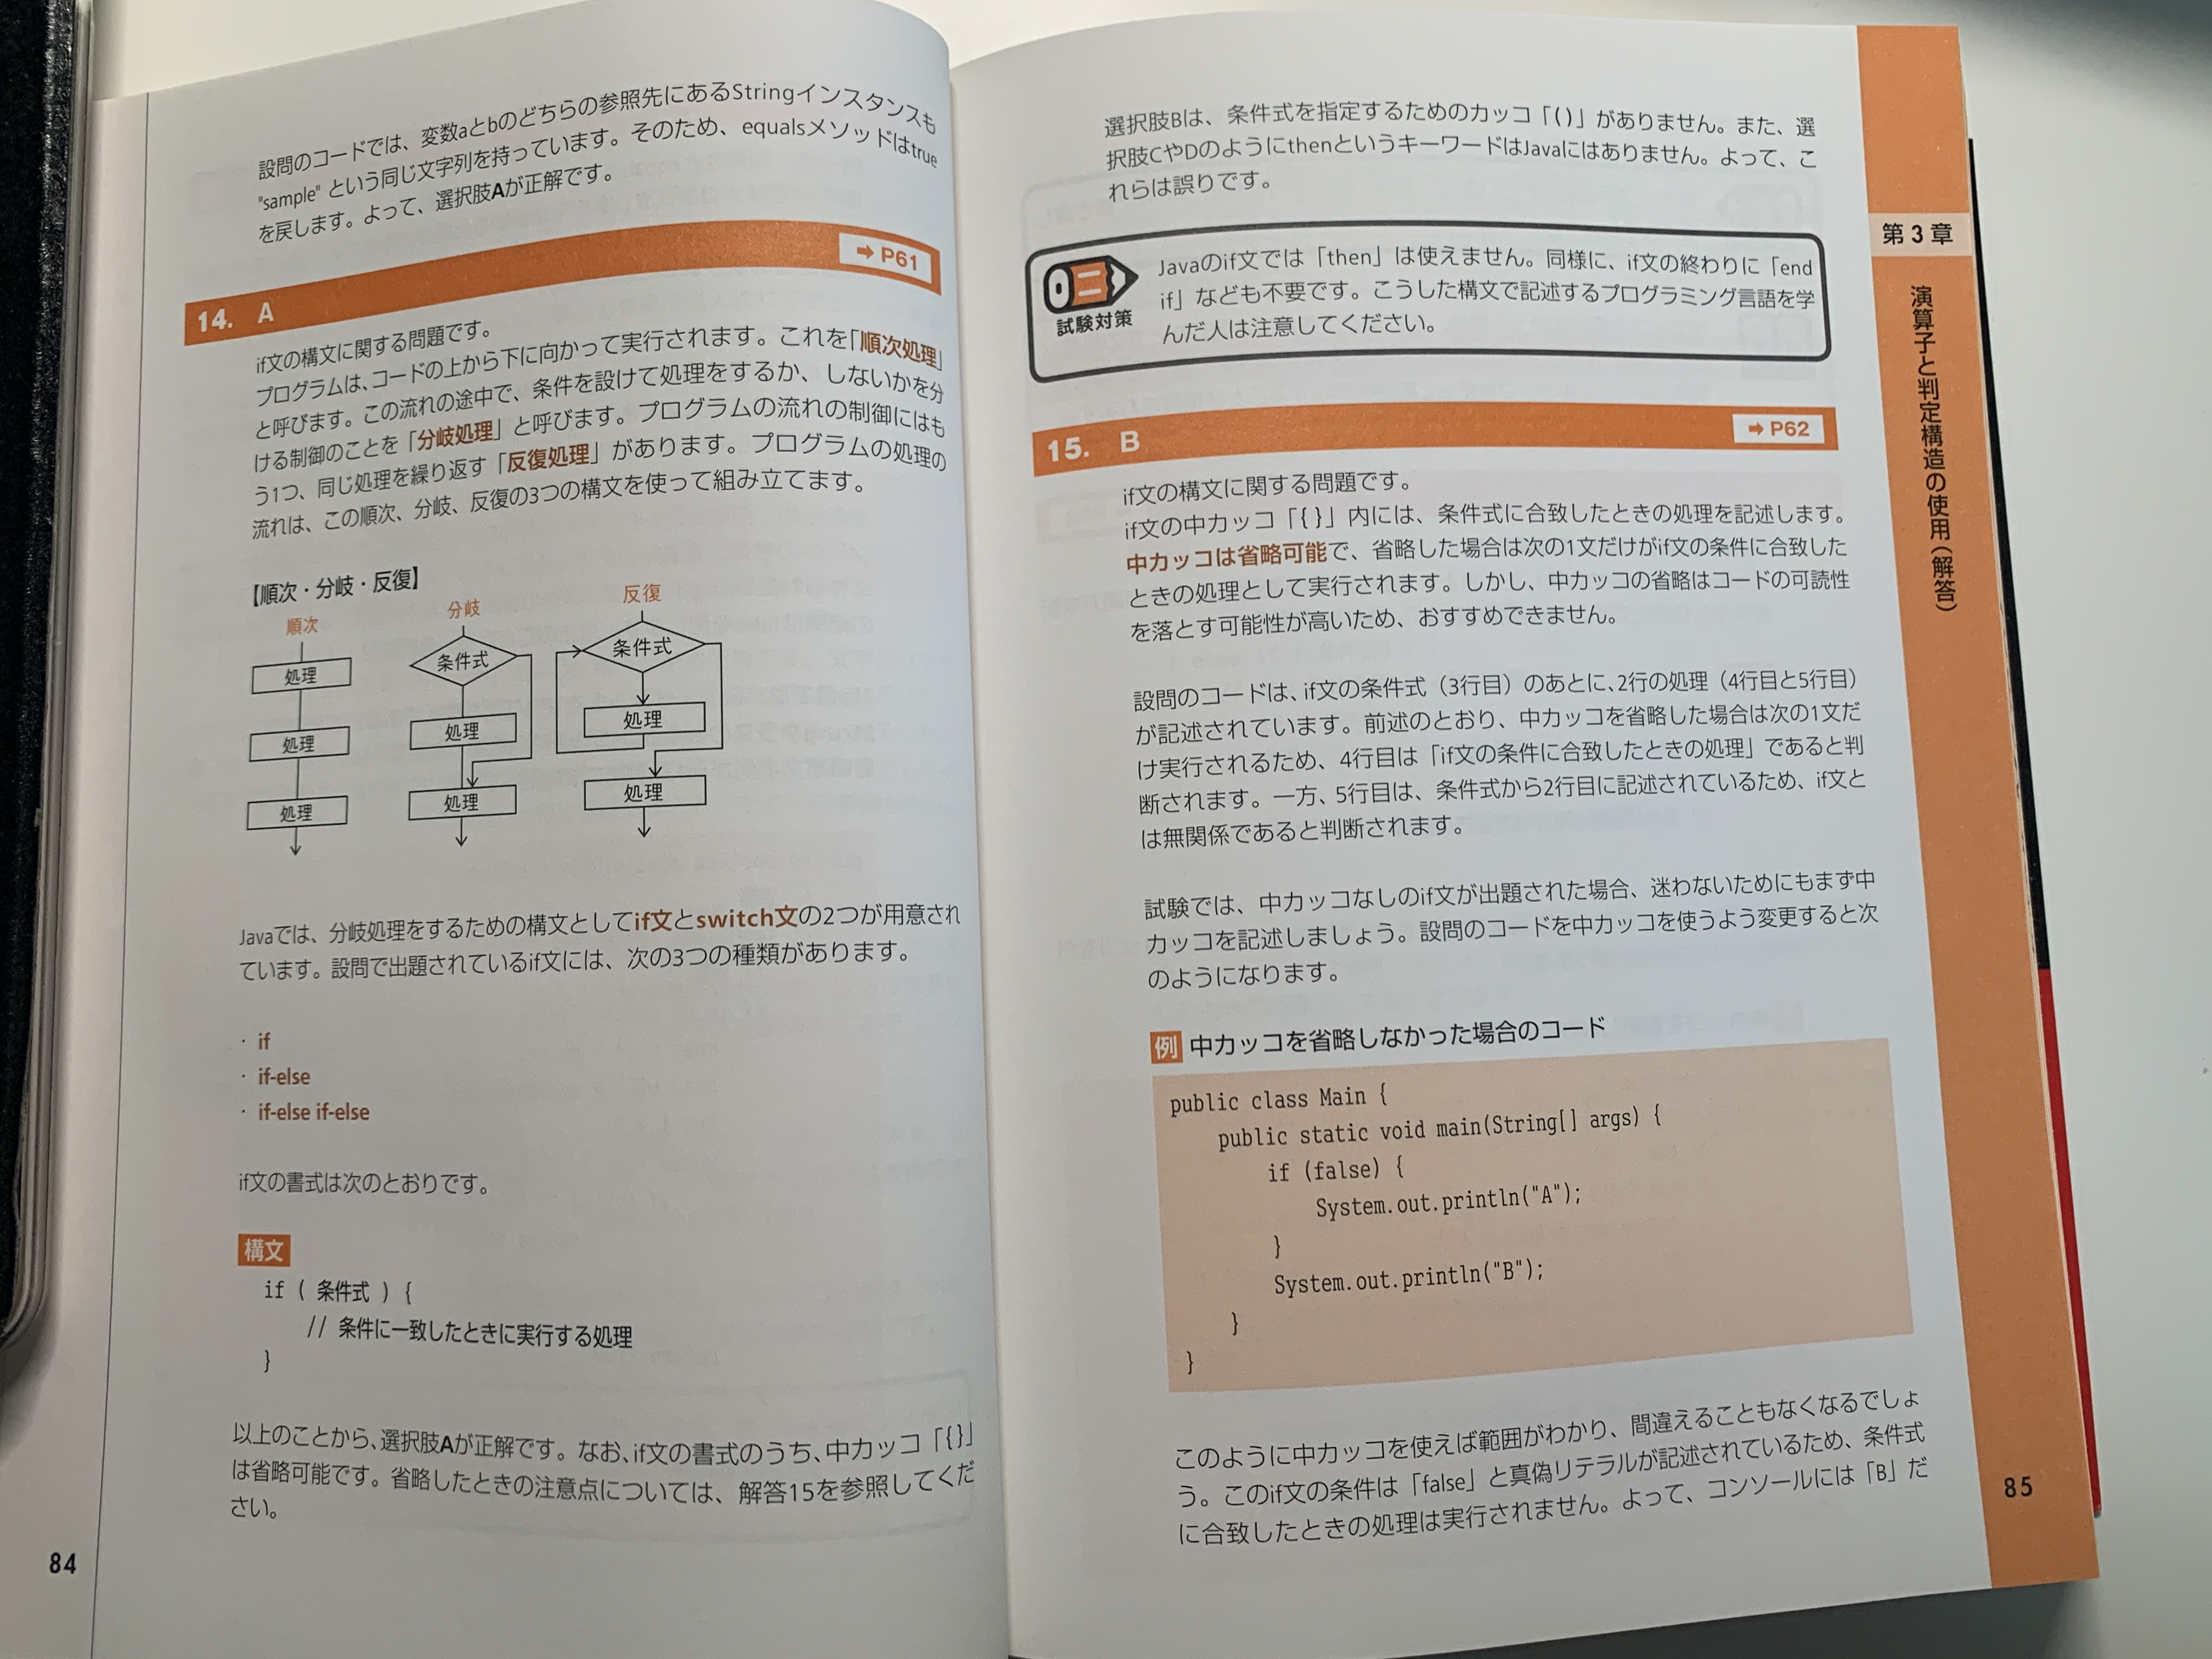 設問のコードでは、変数aとbのどちらの参照先にあるStringインスタンスも
"sample" という同じ文字列を持っています。そのため、equalsメソッドはtrue
を戻します。よって、選択肢Aが正解です。
14. A
➡ P61
if文の構文に関する問題です。
プログラムは、コードの上から下に向かって実行されます。これを「順次処理」
と呼びます。この流れの途中で、条件を設けて処理をするか、しないかを分
ける制御のことを「分岐処理」と呼びます。プログラムの流れの制御にはも
う1つ、同じ処理を繰り返す「反復処理」があります。プログラムの処理の
流れは、この順次、分岐、反復の3つの構文を使って組み立てます。
【順次・分岐・反復】
順次
処理
処理
処理
分岐
条件式
処理
処理
反復
条件式
処理
処理
Javaでは、分岐処理をするための構文としてif文とswitch文の2つが用意され
ています。設問で出題されているif文には、次の3つの種類があります。
・ if
・ if-else
・ if-else if-else
if文の書式は次のとおりです。
構文
if ( 条件式 ) {
// 条件に一致したときに実行する処理
}
以上のことから、選択肢Aが正解です。なお、if文の書式のうち、中カッコ「{}」
は省略可能です。省略したときの注意点については、解答15を参照してくだ
さい。
84
選択肢Bは、条件式を指定するためのカッコ「()」がありません。また、選
択肢CやDのようにthenというキーワードはJavaにはありません。よって、こ
れらは誤りです。
試験対策
Javaのif文では「then」は使えません。同様に、if文の終わりに「end
if」なども不要です。こうした構文で記述するプログラミング言語を学
んだ人は注意してください。
15. B
➡ P62
if文の構文に関する問題です。
if文の中カッコ「{ }」内には、条件式に合致したときの処理を記述します。
中カッコは省略可能で、省略した場合は次の1文だけがif文の条件に合致した
ときの処理として実行されます。しかし、中カッコの省略はコードの可読性
を落とす可能性が高いため、おすすめできません。
設問のコードは、if文の条件式（3行目）のあとに、2行の処理（4行目と5行目）
が記述されています。前述のとおり、中カッコを省略した場合は次の1文だ
け実行されるため、4行目は「if文の条件に合致したときの処理」であると判
断されます。一方、5行目は、条件式から2行目に記述されているため、if文と
は無関係であると判断されます。
試験では、中カッコなしのif文が出題された場合、迷わないためにもまず中
カッコを記述しましょう。設問のコードを中カッコを使うよう変更すると次
のようになります。
例 中カッコを省略しなかった場合のコード
public class Main {
public static void main(String[] args) {
if (false) {
System.out.println("A");
}
System.out.println("B");
}
}
このように中カッコを使えば範囲がわかり、間違えることもなくなるでしょ
う。このif文の条件は「false」と真偽リテラルが記述されているため、条件式
に合致したときの処理は実行されません。よって、コンソールには「B」だ
第3章
演算子と判定構造の使用（解答）
85